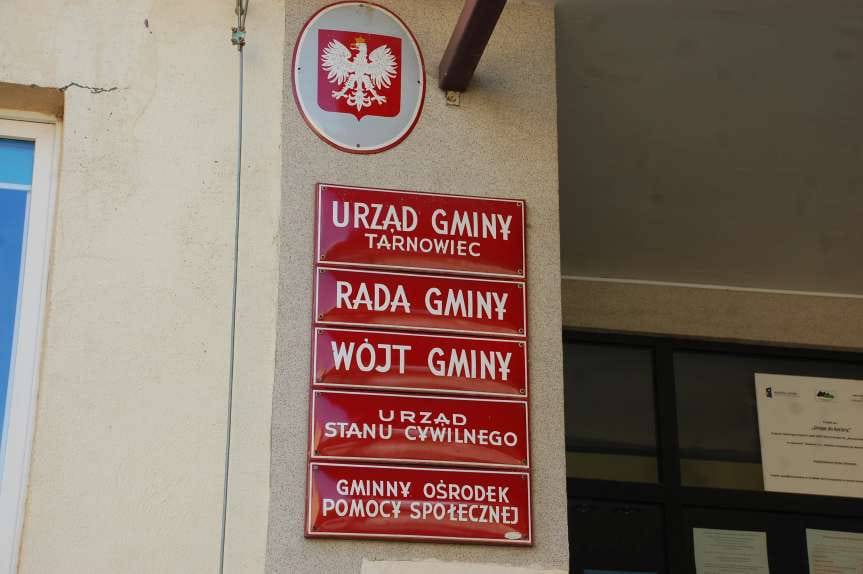 URZĄD GMINY
TARNOWIEC
RADA GMINY
WÓJT GMINY
URZĄD
STANU CYWILNEGO
GMINNY OŚRODEK
POMOCY SPOŁECZNEJ